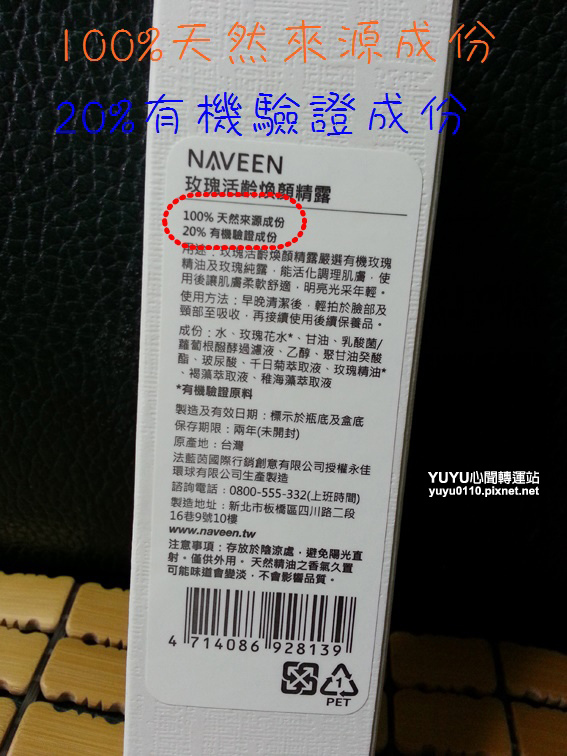 100%天然來源成份
20%有機驗證成份
NAVEEN
玫瑰活齡煥顏精露
100% 天然來源成份
20% 有機驗證成份
用途：玫瑰活齡煥顏精露嚴選有機玫瑰
精油及玫瑰純露，能活化調理肌膚，使
用後讓肌膚柔軟舒適，明亮光采年輕。
使用方法：早晚清潔後，輕拍於臉部及
頸部至吸收，再接續使用後續保養品。
成份：水、玫瑰花水*、甘油、乳酸菌/
蘿蔔根醱酵過濾液、乙醇、聚甘油癸酸
酯、玻尿酸、千日菊萃取液、玫瑰精油*
、褐藻萃取液、稚海藻萃取液
*有機驗證原料
製造及有效日期：標示於瓶底及盒底
保存期限：兩年(未開封)
原產地：台灣
法藍茵國際行銷創意有限公司授權永佳
環球有限公司生產製造
諮詢電話：0800-555-332(上班時間)
製造地址：新北市板橋區四川路二段
16巷9號10樓
www.naveen.tw
注意事項：存放於陰涼處，避免陽光直
射。僅供外用。天然精油之香氣久置
可能味道會變淡，不會影響品質。
4 714086 928139
1
PET
YUYU心聞轉運站
yuyu0110.pixnet.net